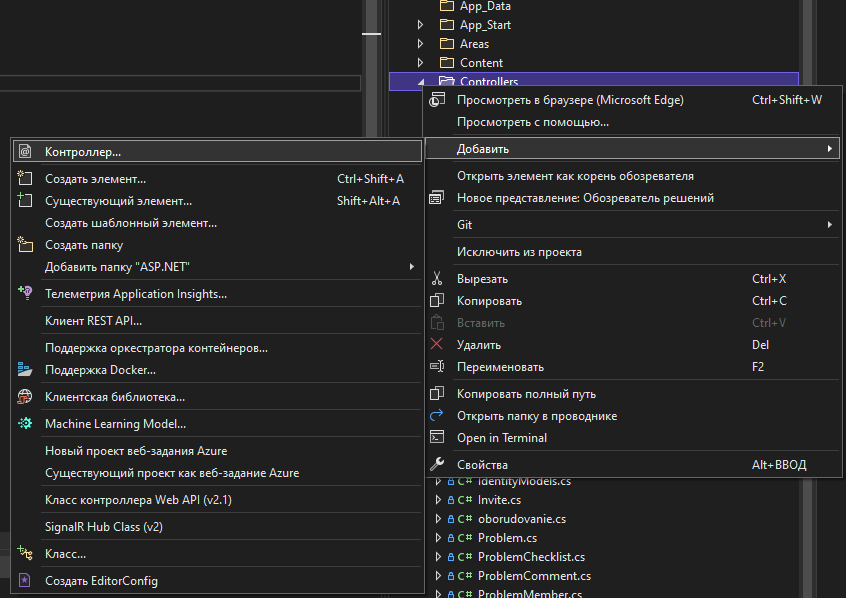 App_Data
App_Start
Areas
Content
Controllers
Просмотреть в браузере (Microsoft Edge) Ctrl+Shift+W
Просмотреть с помощью...
Добавить
Открыть элемент как корень обозревателя
Новое представление: Обозреватель решений
Git
Исключить из проекта
Вырезать Ctrl+X
Копировать Ctrl+C
Вставить Ctrl+V
Удалить Del
Переименовать F2
Копировать полный путь
Открыть папку в проводнике
Open in Terminal
Свойства Alt+ВВОД
Контроллер...
Создать элемент... Ctrl+Shift+A
Существующий элемент... Shift+Alt+A
Создать шаблонный элемент...
Создать папку
Добавить папку "ASP.NET"
Телеметрия Application Insights...
Клиент REST API...
Поддержка оркестратора контейнеров...
Поддержка Docker...
Клиентская библиотека...
Machine Learning Model...
Новый проект веб-задания Azure
Существующий проект как веб-задание Azure
Класс контроллера Web API (v2.1)
SignalR Hub Class (v2)
Класс...
Создать EditorConfig
C# IdentityModels.cs
C# Invite.cs
C# oborudovanie.cs
C# Problem.cs
C# ProblemChecklist.cs
C# ProblemComment.cs
C# ProblemMember.cs